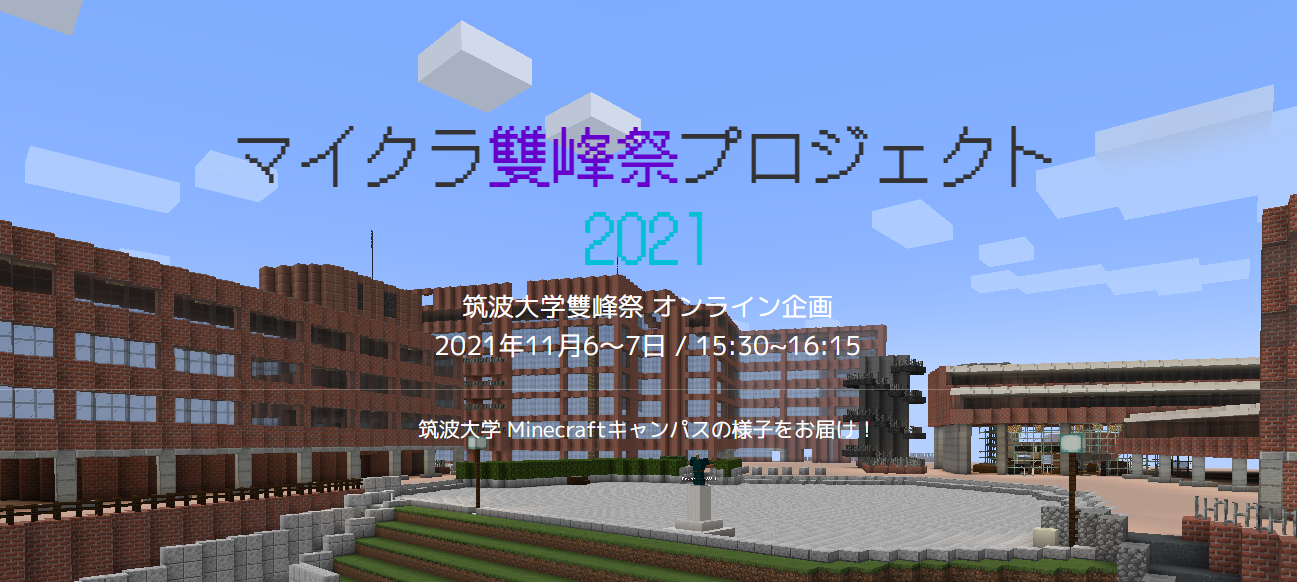 マイクラ雙峰祭プロジェクト
2021
筑波大学雙峰祭 オンライン企画
2021年11月6～7日 / 15:30~16:15
筑波大学 Minecraftキャンパスの様子をお届け！